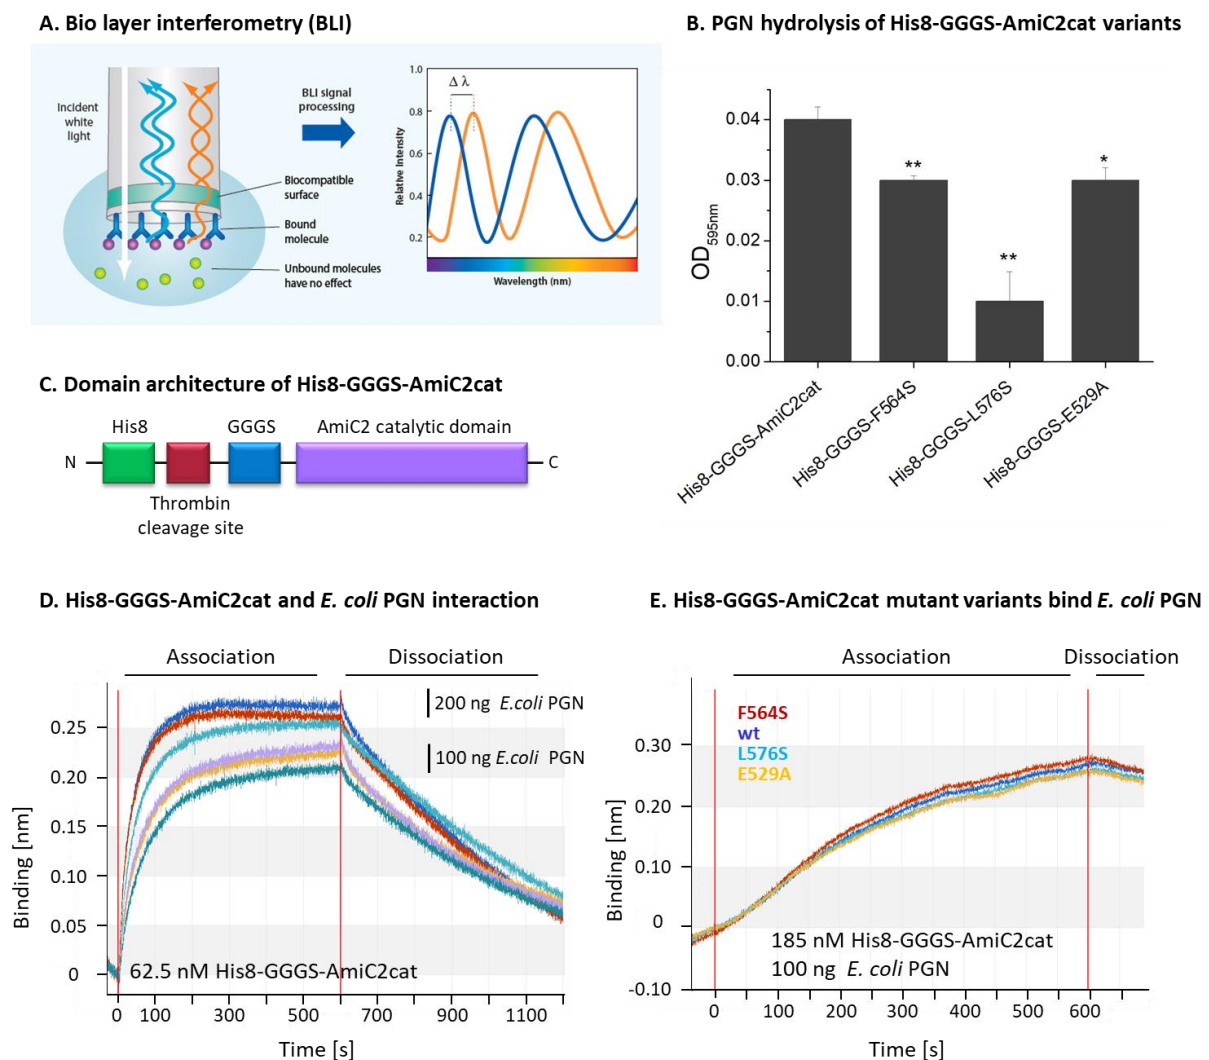 A. Bio layer interferometry (BLI)
Incident
white
light
BLI signal
processing
Biocompatible
surface
Bound
molecule
Unbound molecules
have no effect
Δ λ
Relative Intensity
1.0
0.8
0.6
0.4
0.2
Wavelength (nm)
B. PGN hydrolysis of His8-GGGS-AmiC2cat variants
OD595nm
0.04
0.03
0.02
0.01
0.00
**
**
*
His8-GGGS-AmiC2cat
His8-GGGS-F564S
His8-GGGS-L576S
His8-GGGS-E529A
C. Domain architecture of His8-GGGS-AmiC2cat
His8
GGGS
AmiC2 catalytic domain
N
C
Thrombin
cleavage site
D. His8-GGGS-AmiC2cat and E. coli PGN interaction
Association
Dissociation
200 ng E.coli PGN
100 ng E.coli PGN
Binding [nm]
0.25
0.20
0.15
0.10
0.05
0
62.5 nM His8-GGGS-AmiC2cat
0 100 300 500 700 900 1100
Time [s]
E. His8-GGGS-AmiC2cat mutant variants bind E. coli PGN
Association
Dissociation
F564S
wt
L576S
E529A
Binding [nm]
0.30
0.20
0.10
0
-0.10
185 nM His8-GGGS-AmiC2cat
100 ng E. coli PGN
0 100 200 300 400 500 600
Time [s]